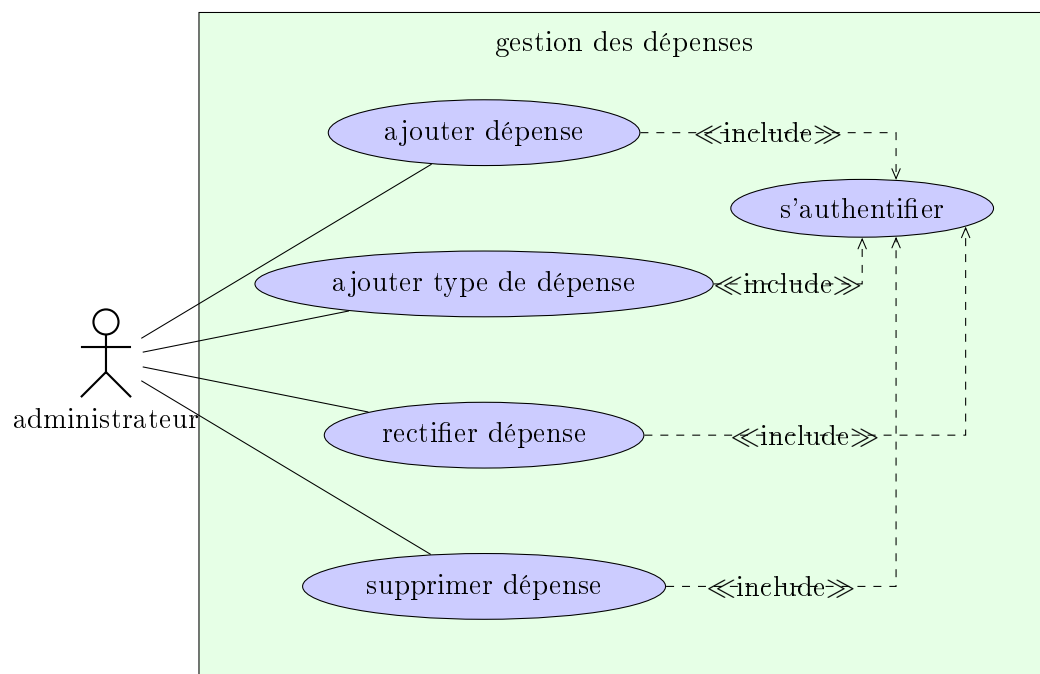 gestion des dépenses
ajouter dépense
≪include≫
s'authentifier
ajouter type de dépense
≪include≫
administrateur
rectifier dépense
≪include≫
supprimer dépense
≪include≫